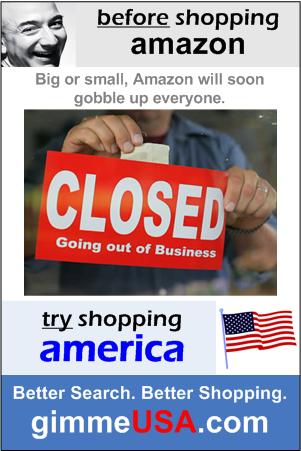 before shopping
amazon
Big or small, Amazon will soon
gobble up everyone.
CLOSED
Going out of Business
try shopping
america
Better Search. Better Shopping.
gimmeUSA.com